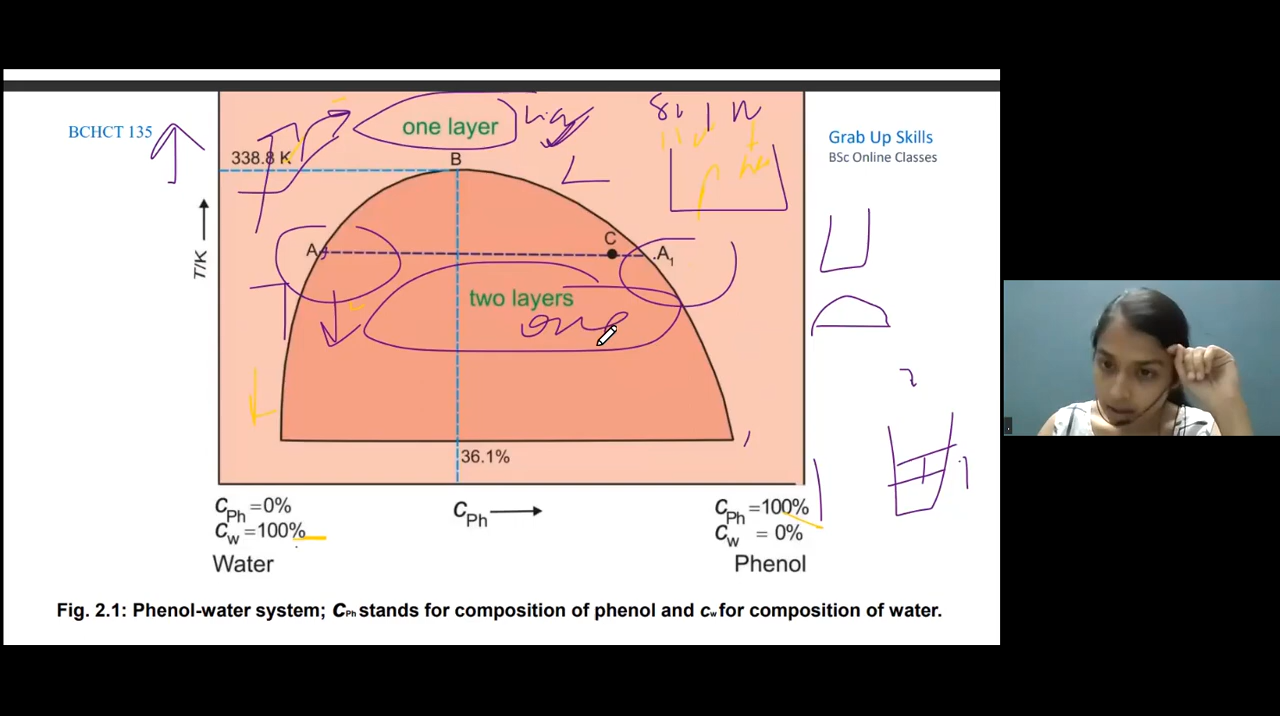 BCHCT 135
one layer
Grab Up Skills
BSc Online Classes
338.8 K
B
T/K
A
C
.A₁
two layers
one
36.1%
CPh =0%
Cw =100%
CPh
CPh =100%
Cw = 0%
Water
Phenol
Fig. 2.1: Phenol-water system; CPh stands for composition of phenol and cw for composition of water.